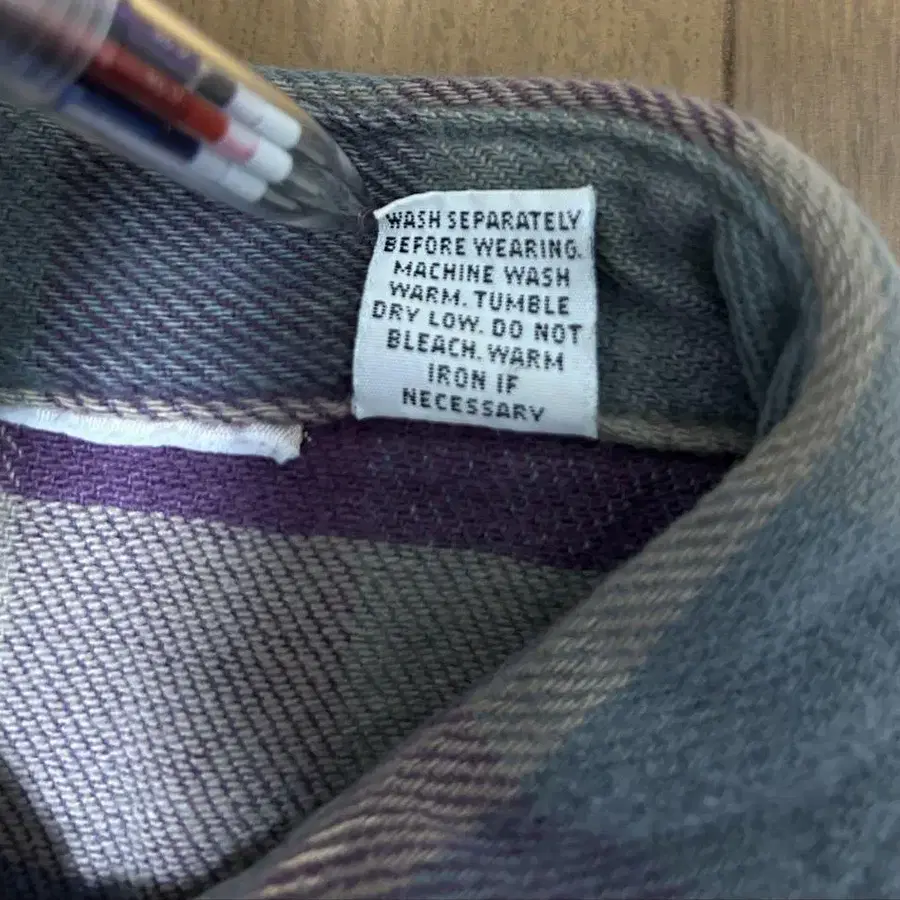 WASH SEPARATELY
BEFORE WEARING.
MACHINE WASH
WARM. TUMBLE
DRY LOW. DO NOT
BLEACH. WARM
IRON IF
NECESSARY